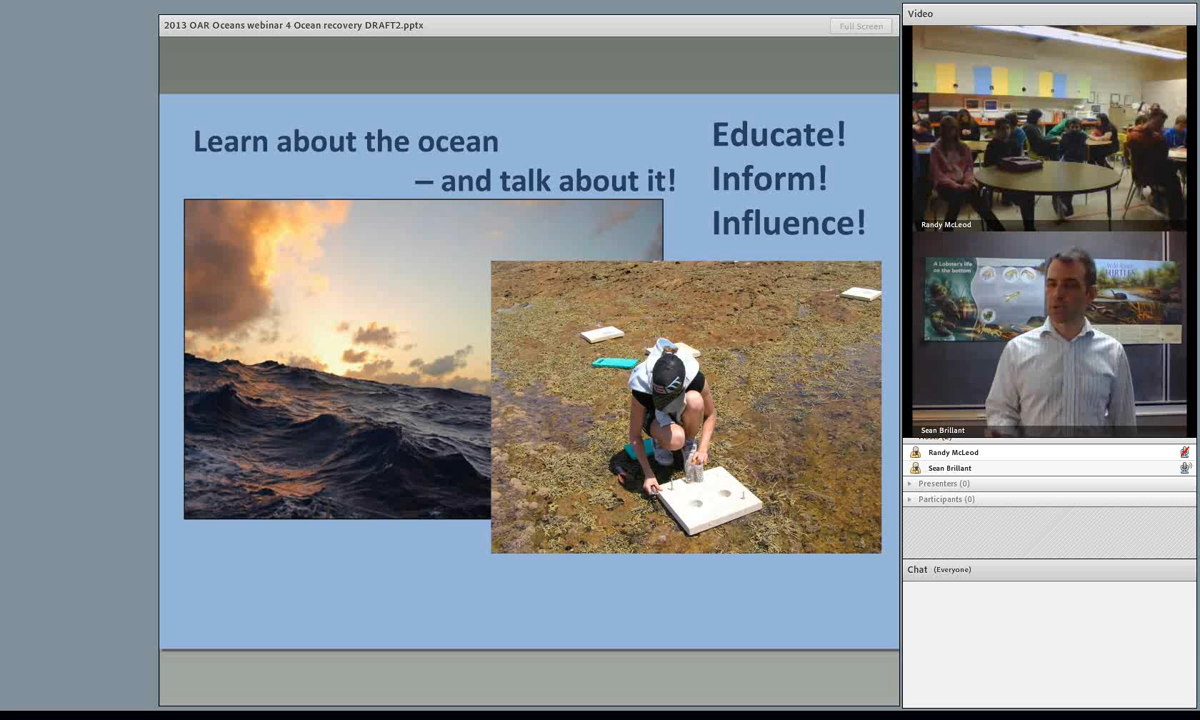 2013 OAR Oceans webinar 4 Ocean recovery DRAFT2.pptx
Full Screen
Learn about the ocean
– and talk about it!
Educate!
Inform!
Influence!
Video
Randy McLeod
A Lobster's life
on the bottom
TURTLES
Sean Brillant
Randy McLeod
Sean Brillant
Presenters (0)
Participants (0)
Chat (Everyone)